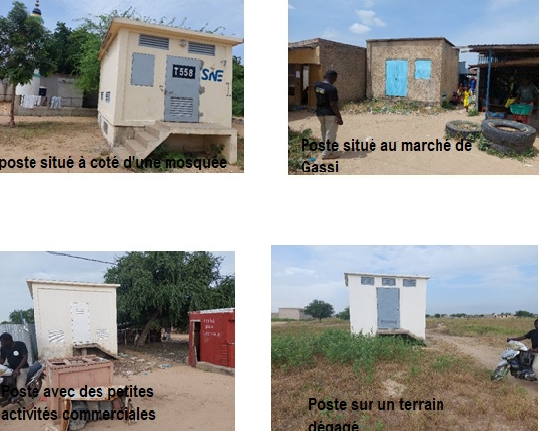 T558
SNE
1
poste situé à coté d'une mosquée
Poste situé au marché de
Gassi
Poste avec des petites
activités commerciales
Poste sur un terrain
dégagé